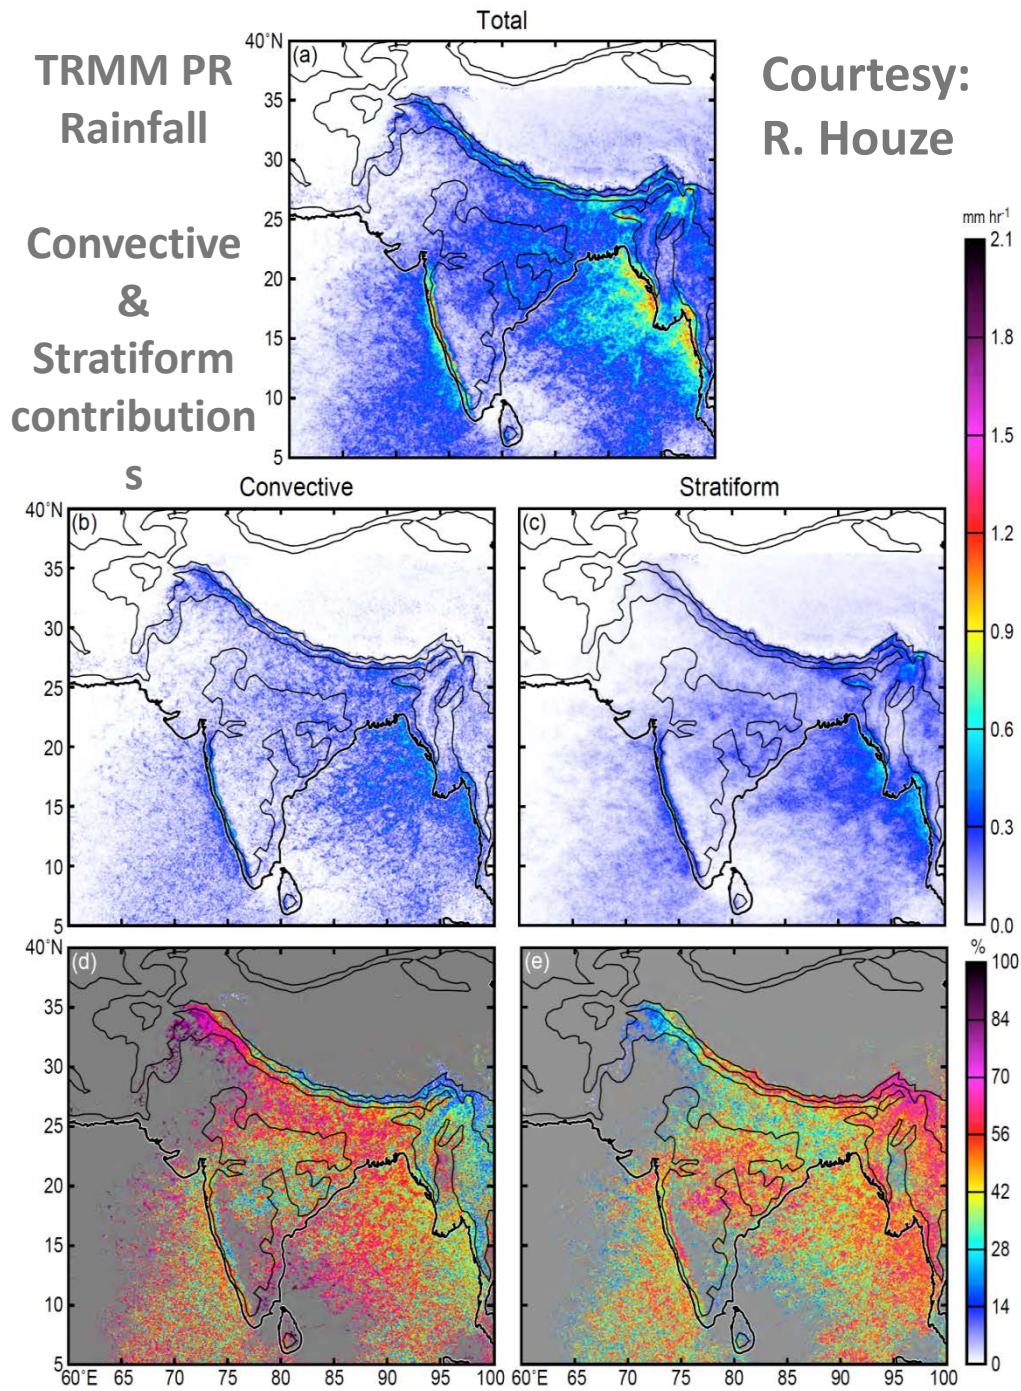 TRMM PR
Rainfall
Convective
&
Stratiform
contribution
s
Courtesy:
R. Houze
Total
(a)
40°N
35
30
25
20
15
10
5
mm hr-1
2.1
1.8
1.5
1.2
0.9
0.6
0.3
0.0
Convective
(b)
40°N
35
30
25
20
15
10
5
Stratiform
(c)
(d)
40°N
35
30
25
20
15
10
5
60°E 65 70 75 80 85 90 95 100
(e)
60°E 65 70 75 80 85 90 95 100
%
100
84
70
56
42
28
14
0